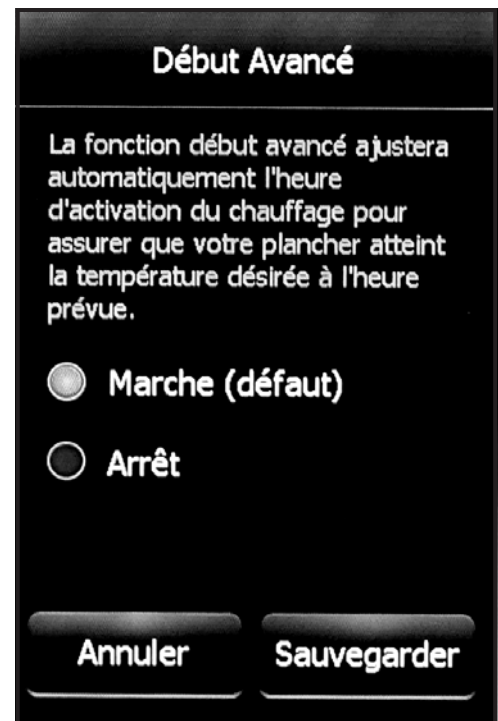 Début Avancé
La fonction début avancé ajustera
automatiquement l'heure
d'activation du chauffage pour
assurer que votre plancher atteint
la température désirée à l'heure
prévue.
Marche (défaut)
Arrêt
Annuler
Sauvegarder